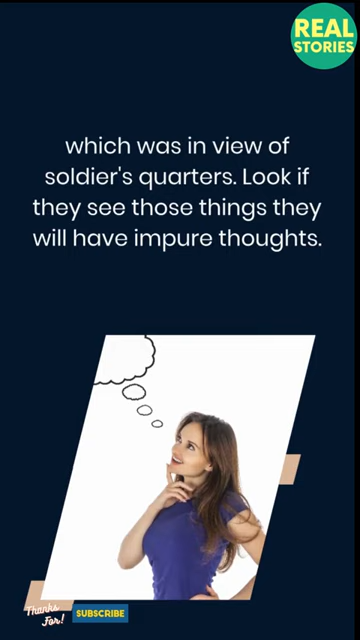 REAL
STORIES
which was in view of
soldier's quarters. Look if
they see those things they
will have impure thoughts.
Thanks
For!
SUBSCRIBE